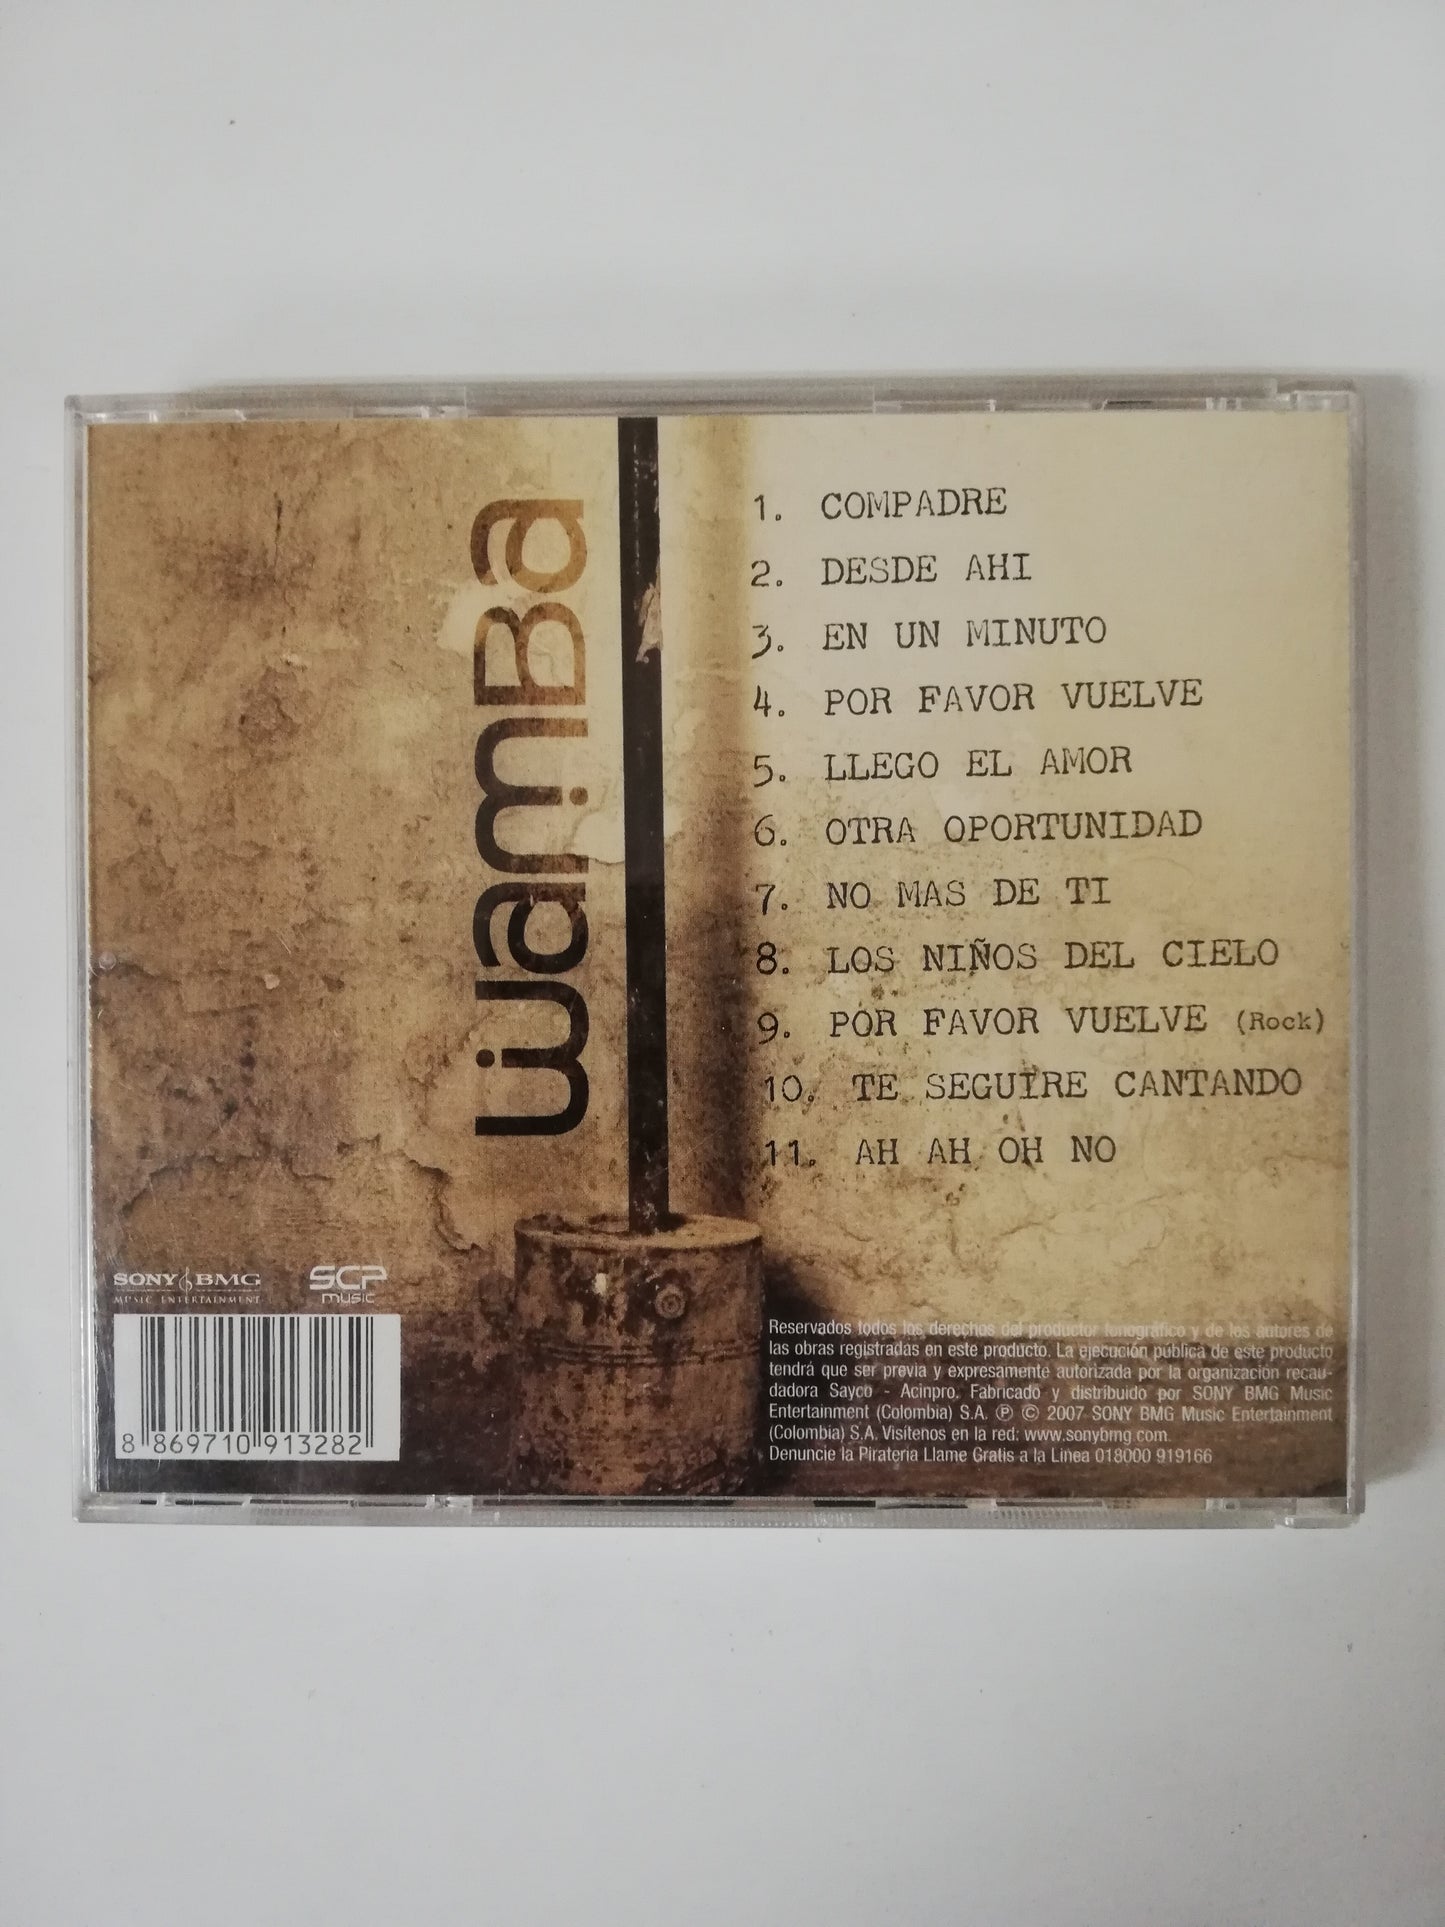 WamBa
1. COMPADRE
2. DESDE AHI
3. EN UN MINUTO
4. POR FAVOR VUELVE
5. LLEGO EL AMOR
6. OTRA OPORTUNIDAD
7. NO MAS DE TI
8. LOS NIÑOS DEL CIELO
9. POR FAVOR VUELVE (Rock)
10. TE SEGUIRE CANTANDO
11. AH AH OH NO
SONY BMG
MUSIC ENTERTAINMENT
SCP
music
8 869710 913282
Reservados todos los derechos del productor fonográfico y de los autores de
las obras registradas en este producto. La ejecución pública de este producto
tendrá que ser previa y expresamente autorizada por la organización recau-
dadora Sayco - Acinpro. Fabricado y distribuido por SONY BMG Music
Entertainment (Colombia) S.A. ℗ © 2007 SONY BMG Music Entertainment
(Colombia) S.A. Visítenos en la red: www.sonybmg.com.
Denuncie la Pirateria Llame Gratis a la Linea 018000 919166